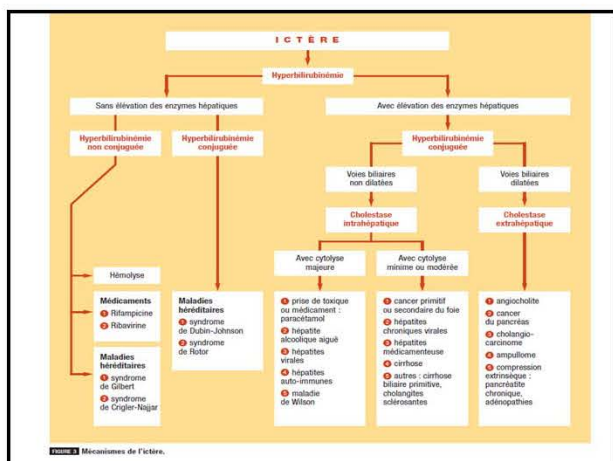 ICTÈRE
Hyperbilirubinémie
Sans élévation des enzymes hépatiques
Avec élévation des enzymes hépatiques
Hyperbilirubinémie
non conjuguée
Hyperbilirubinémie
conjuguée
Hyperbilirubinémie
conjuguée
Voies biliaires
non dilatées
Voies biliaires
dilatées
Cholestase
intrahépatique
Cholestase
extrahépatique
Avec cytolyse
majeure
Avec cytolyse
minime ou modérée
Hémolyse
Médicaments
1 Rifampicine
2 Ribavirine
Maladies
héréditaires
1 syndrome
de Gilbert
2 syndrome
de Crigler-Najjar
Maladies
héréditaires
1 syndrome
de Dubin-Johnson
2 syndrome
de Rotor
1 prise de toxique
ou médicament :
paracétamol
2 hépatite
alcoolique aiguë
3 hépatites
virales
4 hépatites
auto-immunes
5 maladie
de Wilson
1 cancer primitif
ou secondaire du foie
2 hépatites
chroniques virales
3 hépatites
médicamenteuse
4 cirrhose
5 autres : cirrhose
biliaire primitive,
cholangites
sclérosantes
1 angiocholite
2 cancer
du pancréas
3 cholangio-
carcinome
4 ampullome
5 compression
extrinsèque :
pancréatite
chronique,
adénopathies
FIGURE 3 Mécanismes de l'ictère.